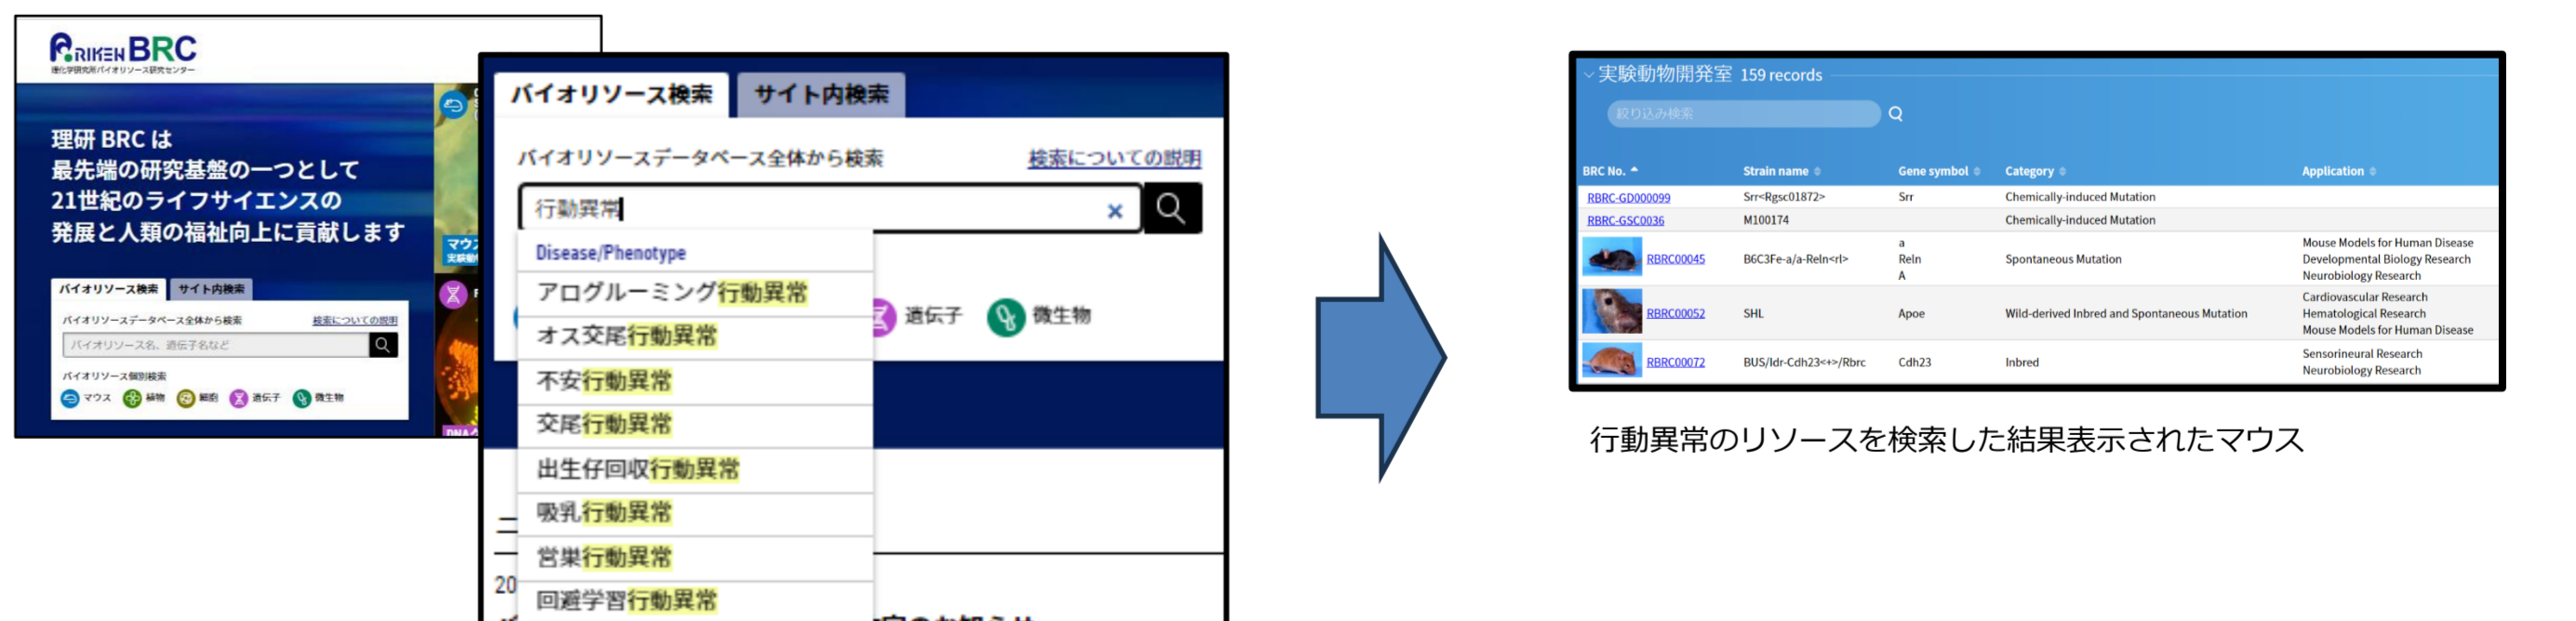 RIKEN BRC
理化学研究所バイオリソース研究センター
理研 BRC は
最先端の研究基盤の一つとして
21世紀のライフサイエンスの
発展と人類の福祉向上に貢献します
バイオリソース検索 サイト内検索
バイオリソースデータベース全体から検索 検索についての説明
バイオリソース名、遺伝子名など
バイオリソース個別検索
マウス 植物 細胞 遺伝子 微生物
バイオリソース検索 サイト内検索
バイオリソースデータベース全体から検索 検索についての説明
行動異常
Disease/Phenotype
アログルーミング行動異常
オス交尾行動異常
不安行動異常
交尾行動異常
出生仔回収行動異常
吸乳行動異常
営巣行動異常
回避学習行動異常
遺伝子 微生物
20
実験動物開発室 159 records
絞り込み検索
BRC No. Strain name Gene symbol Category Application
RBRC-GD000099 Srr<Rgsc01872> Srr Chemically-induced Mutation
RBRC-GSC0036 M100174 Chemically-induced Mutation
RBRC00045 B6C3Fe-a/a-Reln<rl> a Reln A Spontaneous Mutation Mouse Models for Human Disease
Developmental Biology Research
Neurobiology Research
RBRC00052 SHL Apoe Wild-derived Inbred and Spontaneous Mutation Cardiovascular Research
Hematological Research
Mouse Models for Human Disease
RBRC00072 BUS/Idr-Cdh23<+>/Rbrc Cdh23 Inbred Sensorineural Research
Neurobiology Research
行動異常のリソースを検索した結果表示されたマウス